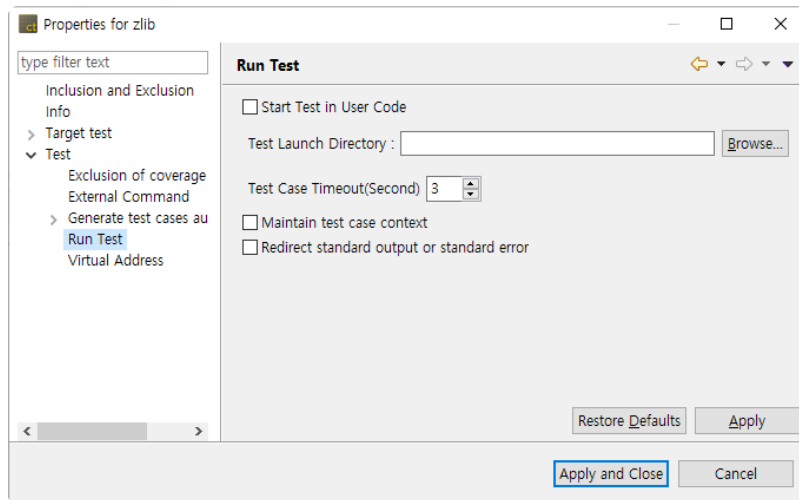 ct Properties for zlib
type filter text
Inclusion and Exclusion
Info
Target test
Test
Exclusion of coverage
External Command
Generate test cases au
Run Test
Virtual Address
Run Test
Start Test in User Code
Test Launch Directory :
Browse...
Test Case Timeout(Second) 3
Maintain test case context
Redirect standard output or standard error
Restore Defaults Apply
Apply and Close Cancel